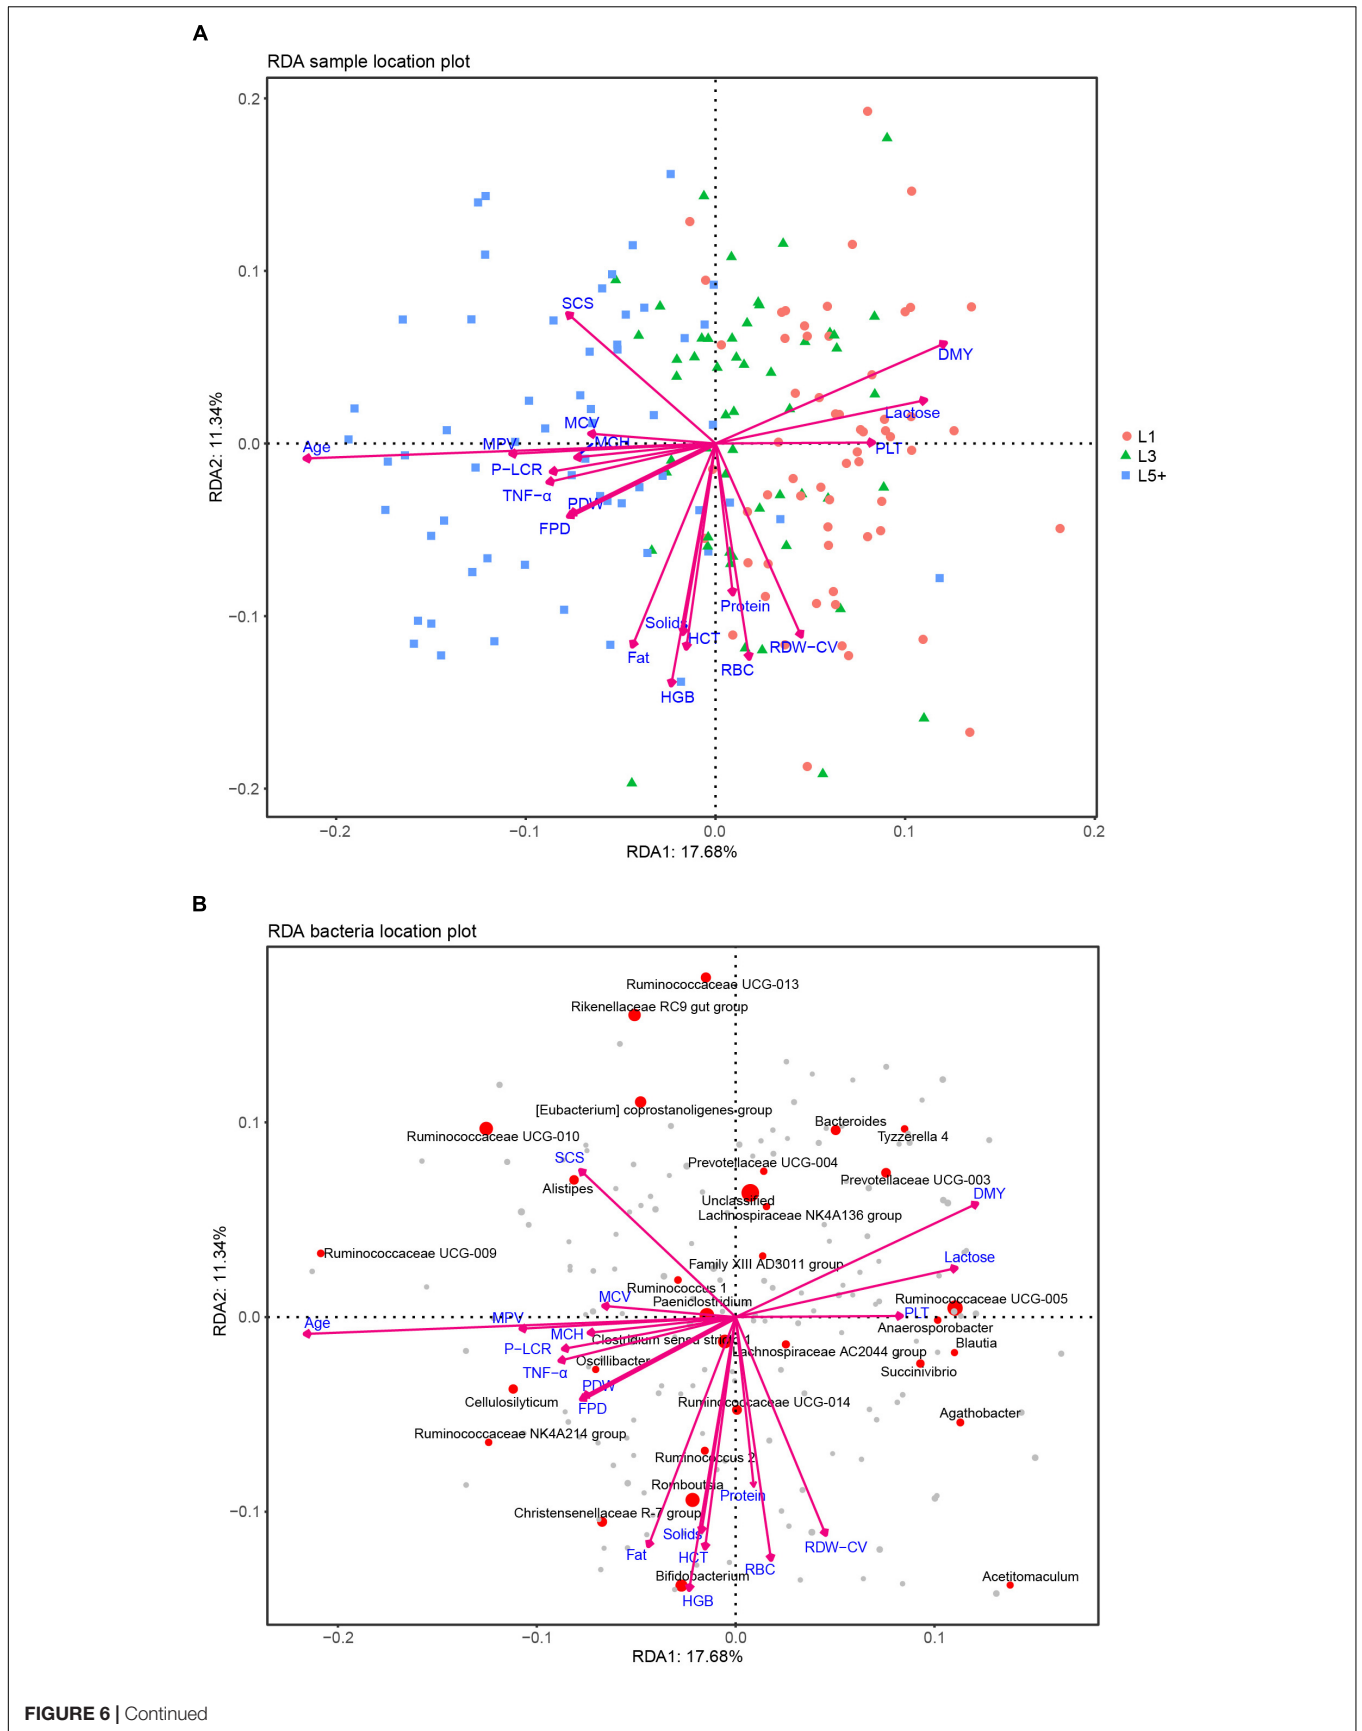 A
RDA sample location plot
0.2
0.1
0.0
−0.1
−0.2
RDA2: 11.34%
SCS
DMY
Lactose
MCV
MCH
MPV
Age
PLT
P−LCR
TNF−α
PDW
FPD
Protein
Solids
HCT
RDW−CV
Fat
RBC
HGB
L1
L3
L5+
−0.2
−0.1
0.0
0.1
0.2
RDA1: 17.68%
B
RDA bacteria location plot
Ruminococcaceae UCG-013
Rikenellaceae RC9 gut group
[Eubacterium] coprostanoligenes group
0.1
Bacteroides
Ruminococcaceae UCG-010
Tyzzerella 4
SCS
Prevotellaceae UCG-004
Prevotellaceae UCG-003
Alistipes
DMY
Unclassified
Lachnospiraceae NK4A136 group
Ruminococcaceae UCG-009
Lactose
Family XIII AD3011 group
Ruminococcus 1
MCV
Paeniclostridium
Ruminococcaceae UCG-005
0.0
MPV
PLT
Age
Anaerosporobacter
MCH
Clostridium sensu stricto 1
Blautia
P−LCR
Lachnospiraceae AC2044 group
Oscillibacter
TNF−α
Succinivibrio
PDW
Cellulosilyticum
Ruminococcaceae UCG-014
FPD
Agathobacter
Ruminococcaceae NK4A214 group
Ruminococcus 2
Romboutsia
Protein
−0.1
Christensenellaceae R-7 group
Solids
RDW−CV
Fat
HCT
RBC
Bifidobacterium
Acetitomaculum
HGB
RDA2: 11.34%
−0.2
−0.1
0.0
0.1
RDA1: 17.68%
FIGURE 6 | Continued